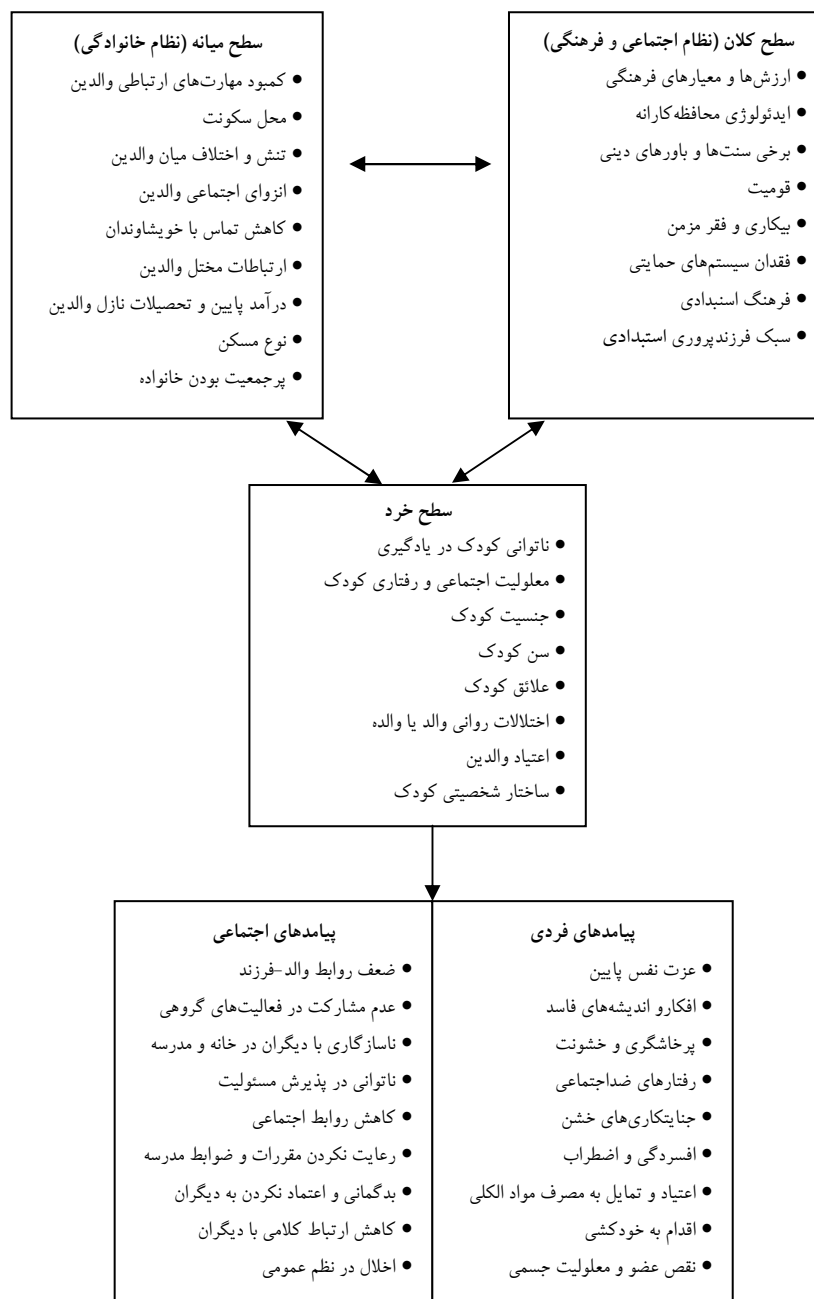 سطح کلان (نظام اجتماعی و فرهنگی)
● ارزش‌ها و معیارهای فرهنگی
● ایدئولوژی محافظه‌کارانه
● برخی سنت‌ها و باورهای دینی
● قومیت
● بیکاری و فقر مزمن
● فقدان سیستم‌های حمایتی
● فرهنگ استبدادی
● سبک فرزندپروری استبدادی
سطح میانه (نظام خانوادگی)
● کمبود مهارت‌های ارتباطی والدین
● محل سکونت
● تنش و اختلاف میان والدین
● انزوای اجتماعی والدین
● کاهش تماس با خویشاوندان
● ارتباطات مختل والدین
● درآمد پایین و تحصیلات نازل والدین
● نوع مسکن
● پرجمعیت بودن خانواده
سطح خرد
● ناتوانی کودک در یادگیری
● معلولیت اجتماعی و رفتاری کودک
● جنسیت کودک
● سن کودک
● علائق کودک
● اختلالات روانی والد یا والده
● اعتیاد والدین
● ساختار شخصیتی کودک
پیامدهای فردی
● عزت نفس پایین
● افکارو اندیشه‌های فاسد
● پرخاشگری و خشونت
● رفتارهای ضداجتماعی
● جنایتکاری‌های خشن
● افسردگی و اضطراب
● اعتیاد و تمایل به مصرف مواد الکلی
● اقدام به خودکشی
● نقص عضو و معلولیت جسمی
پیامدهای اجتماعی
● ضعف روابط والد-فرزند
● عدم مشارکت در فعالیت‌های گروهی
● ناسازگاری با دیگران در خانه و مدرسه
● ناتوانی در پذیرش مسئولیت
● کاهش روابط اجتماعی
● رعایت نکردن مقررات و ضوابط مدرسه
● بدگمانی و اعتماد نکردن به دیگران
● کاهش ارتباط کلامی با دیگران
● اخلال در نظم عمومی